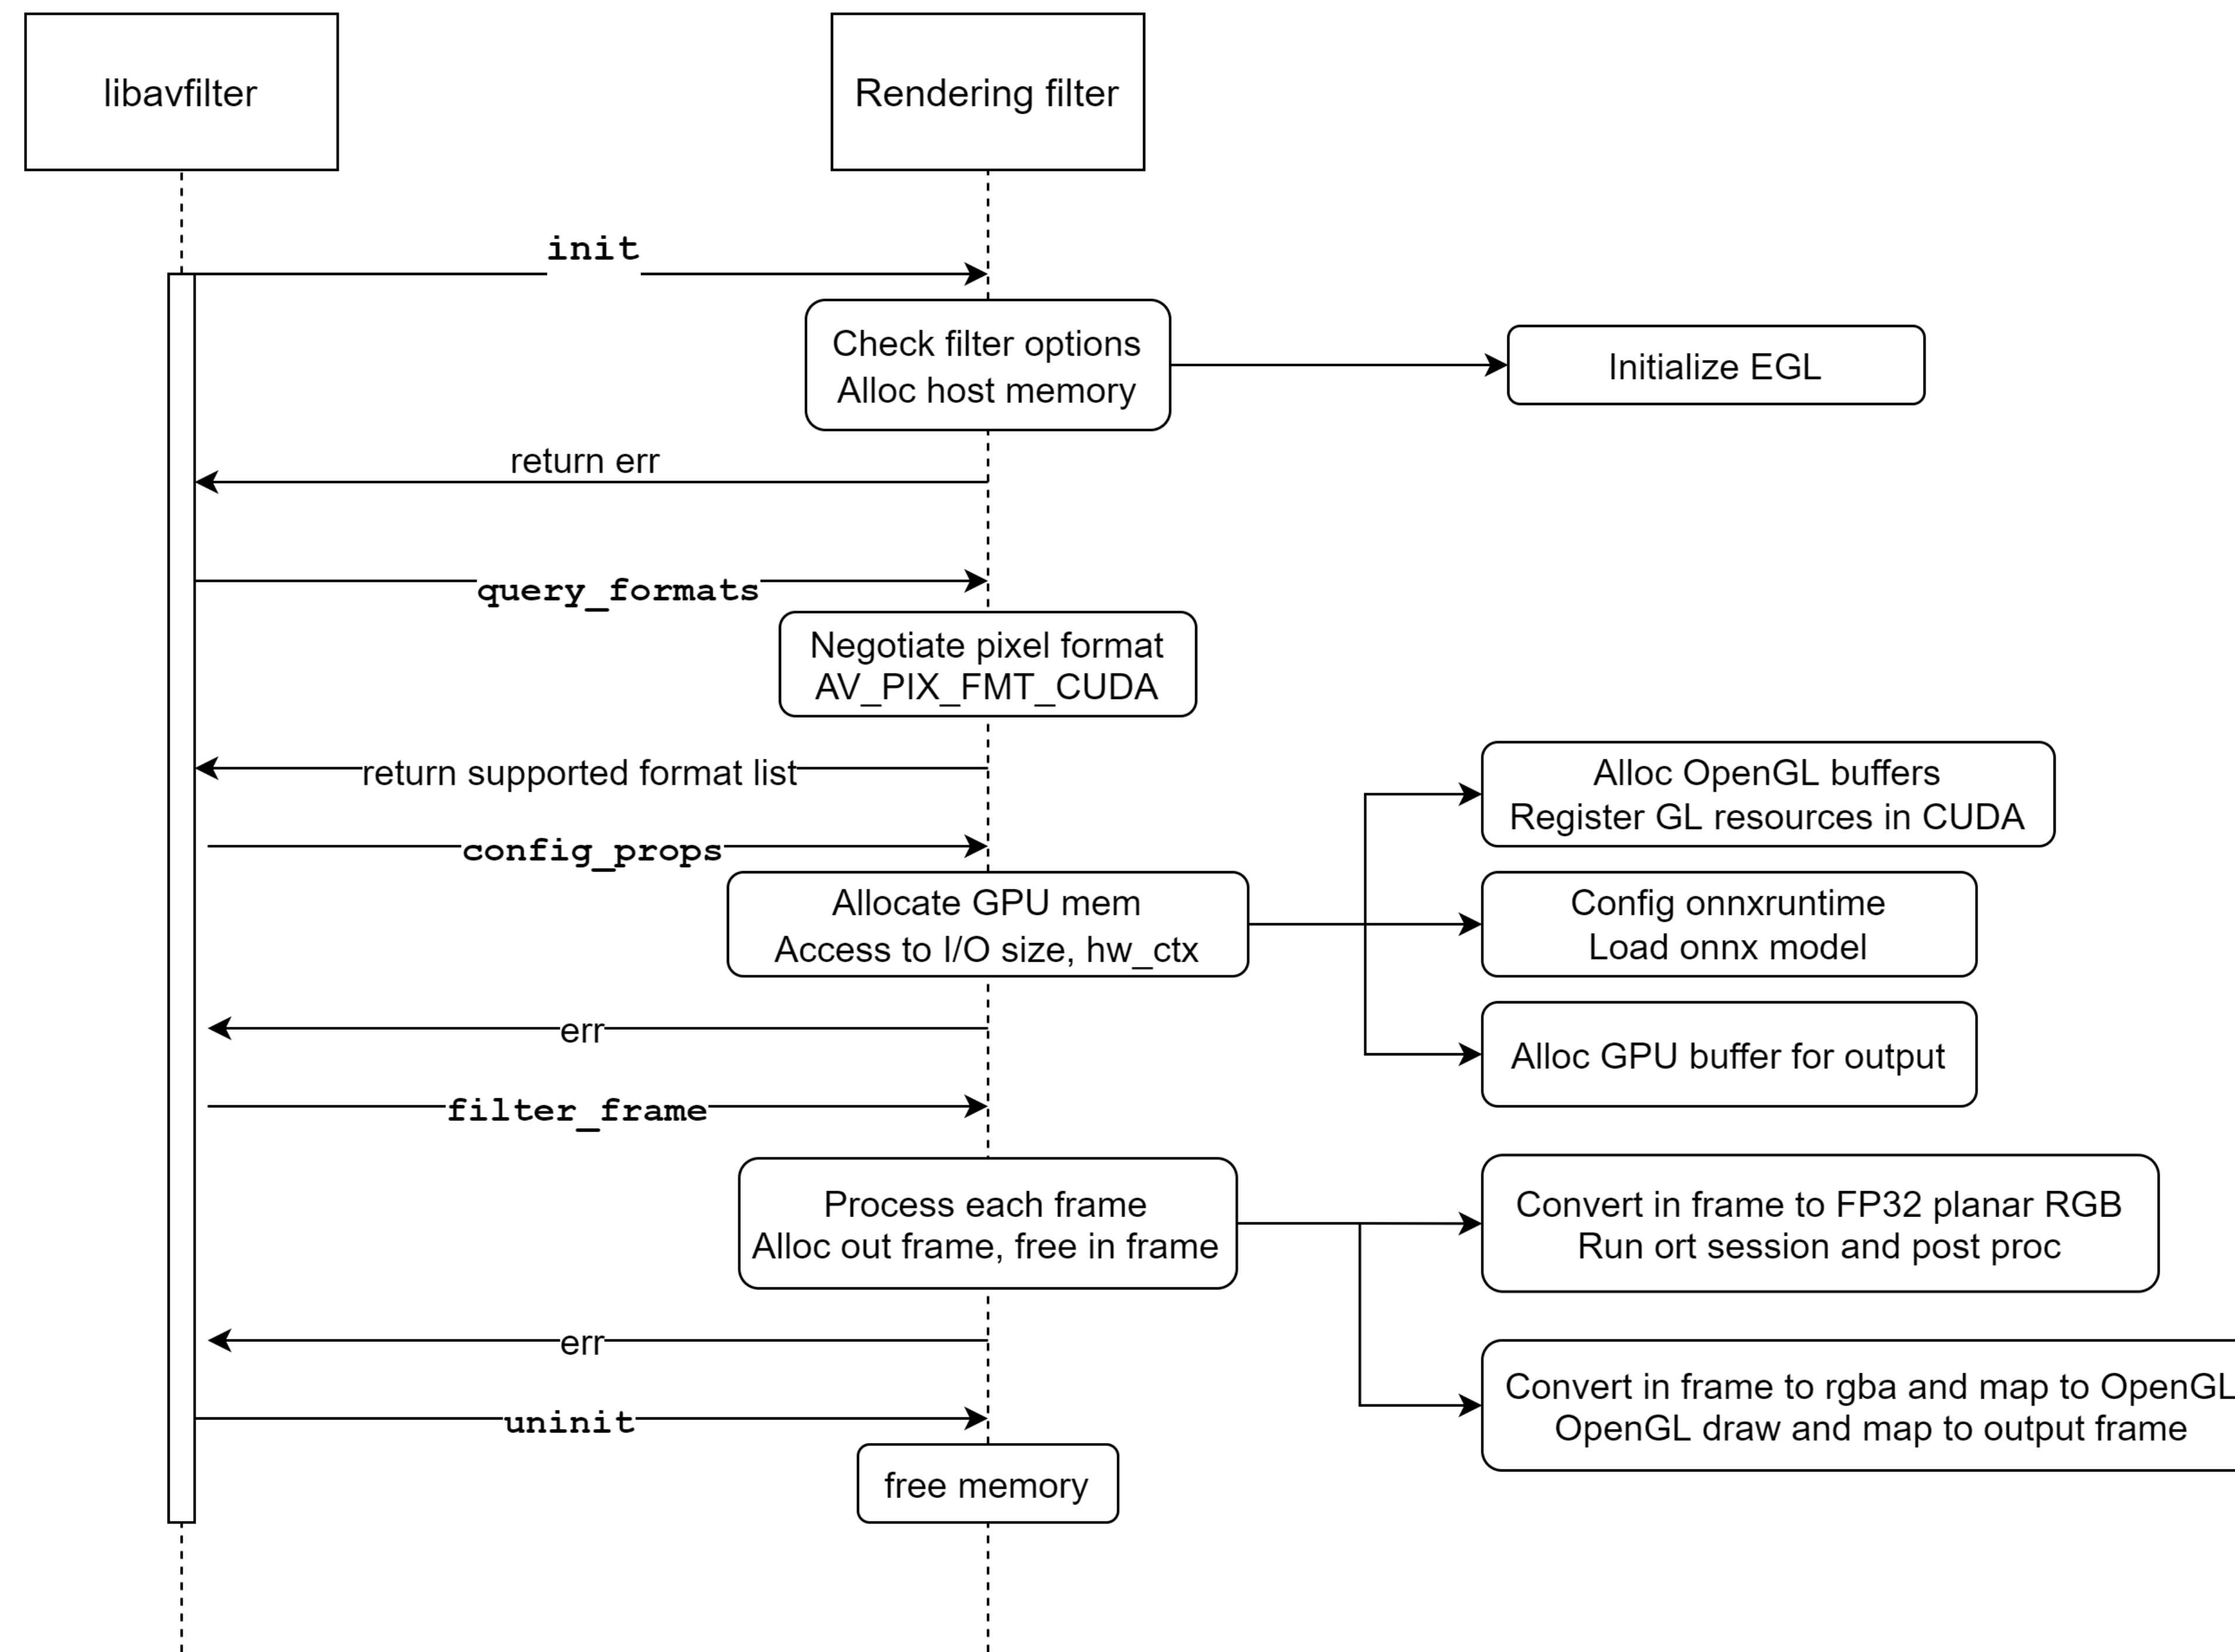 libavfilter
Rendering filter
init
Check filter options
Alloc host memory
Initialize EGL
return err
query_formats
Negotiate pixel format
AV_PIX_FMT_CUDA
return supported format list
Alloc OpenGL buffers
Register GL resources in CUDA
config_props
Allocate GPU mem
Access to I/O size, hw_ctx
Config onnxruntime
Load onnx model
err
Alloc GPU buffer for output
filter_frame
Process each frame
Alloc out frame, free in frame
Convert in frame to FP32 planar RGB
Run ort session and post proc
err
Convert in frame to rgba and map to OpenGL
OpenGL draw and map to output frame
uninit
free memory